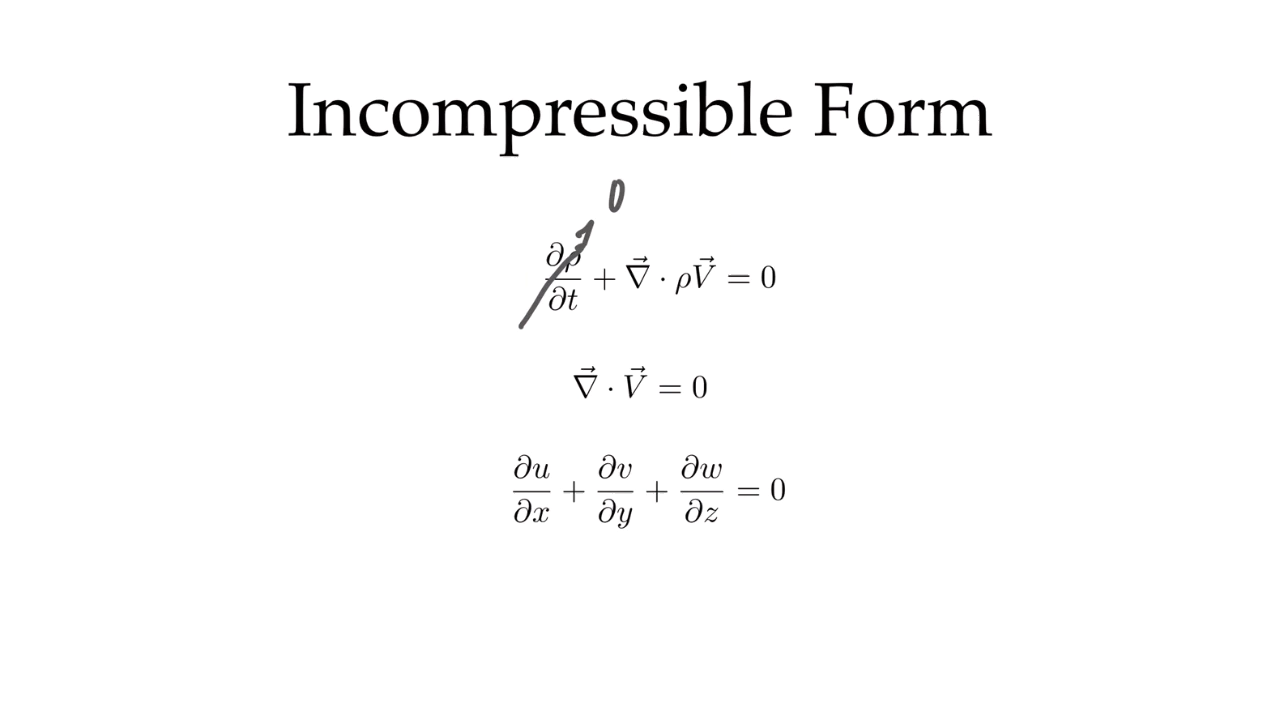 Incompressible Form
0
∂ρ/∂t + ∇⃗ · ρV⃗ = 0
∇⃗ · V⃗ = 0
∂u/∂x + ∂v/∂y + ∂w/∂z = 0